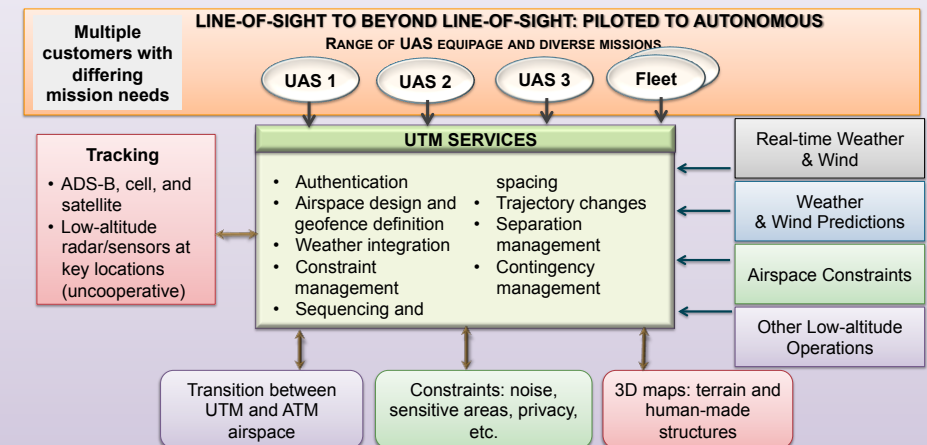 LINE-OF-SIGHT TO BEYOND LINE-OF-SIGHT: PILOTED TO AUTONOMOUS
RANGE OF UAS EQUIPAGE AND DIVERSE MISSIONS
Multiple
customers with
differing
mission needs
UAS 1
UAS 2
UAS 3
Fleet
UTM SERVICES
Tracking
• ADS-B, cell, and
satellite
• Low-altitude
radar/sensors at
key locations
(uncooperative)
• Authentication
• Airspace design and
geofence definition
• Weather integration
• Constraint
management
• Sequencing and
spacing
• Trajectory changes
• Separation
management
• Contingency
management
Real-time Weather
& Wind
Weather
& Wind Predictions
Airspace Constraints
Other Low-altitude
Operations
Transition between
UTM and ATM
airspace
Constraints: noise,
sensitive areas, privacy,
etc.
3D maps: terrain and
human-made
structures